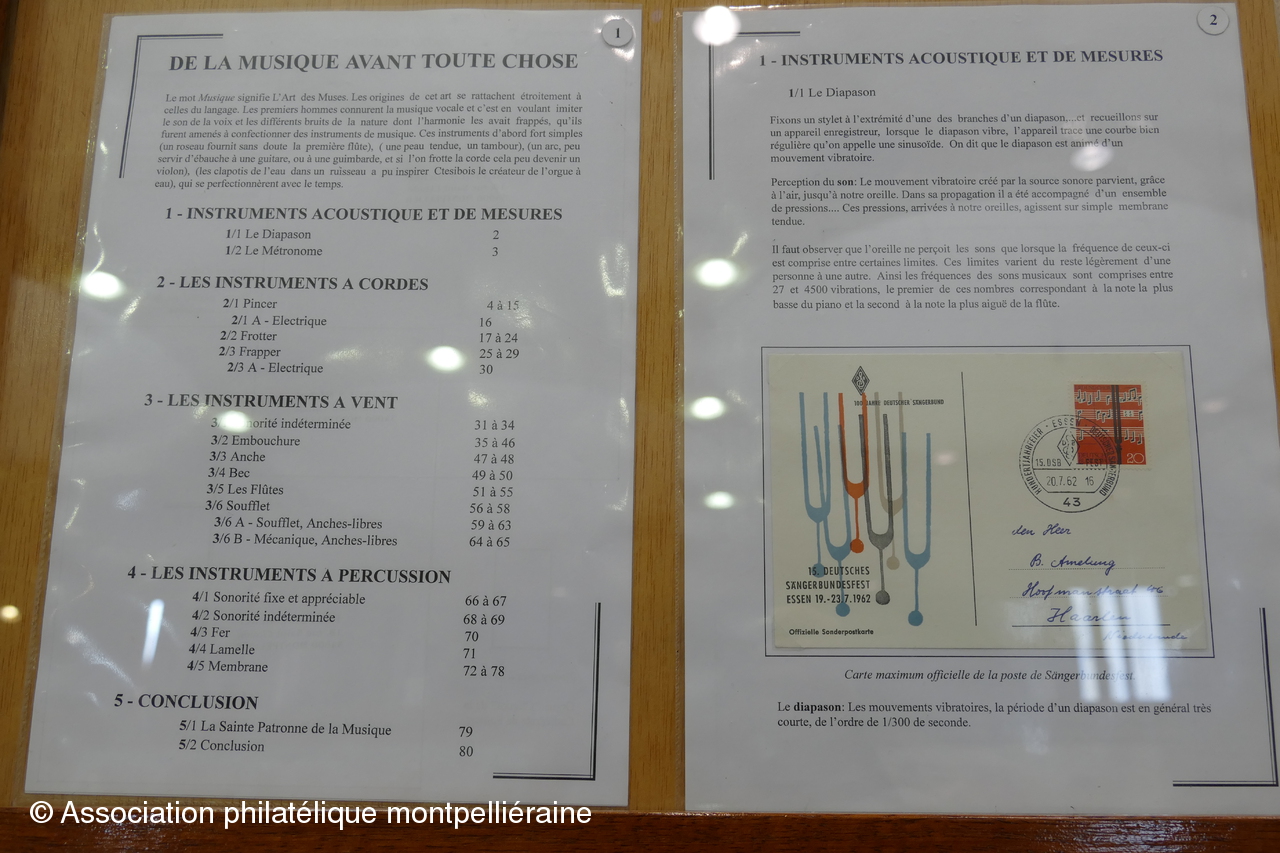 1
DE LA MUSIQUE AVANT TOUTE CHOSE
Le mot Musique signifie L'Art des Muses. Les origines de cet art se rattachent étroitement à
celles du langage. Les premiers hommes connurent la musique vocale et c'est en voulant imiter
le son de la voix et les différents bruits de la nature dont l'harmonie les avait frappés, qu'ils
furent amenés à confectionner des instruments de musique. Ces instruments d'abord fort simples
(un roseau fournit sans doute la première flûte), ( une peau tendue, un tambour), (un arc, peu
servir d'ébauche à une guitare, ou à une guimbarde, et si l'on frotte la corde cela peu devenir un
violon), (les clapotis de l'eau dans un ruisseau a pu inspirer Ctesibois le créateur de l'orgue à
eau), qui se perfectionnèrent avec le temps.
1 - INSTRUMENTS ACOUSTIQUE ET DE MESURES
1/1 Le Diapason 2
1/2 Le Métronome 3
2 - LES INSTRUMENTS A CORDES
2/1 Pincer 4 à 15
2/1 A - Electrique 16
2/2 Frotter 17 à 24
2/3 Frapper 25 à 29
2/3 A - Electrique 30
3 - LES INSTRUMENTS A VENT
indéterminée 31 à 34
3/2 Embouchure 35 à 46
3/3 Anche 47 à 48
3/4 Bec 49 à 50
3/5 Les Flûtes 51 à 55
3/6 Soufflet 56 à 58
3/6 A - Soufflet, Anches-libres 59 à 63
3/6 B - Mécanique, Anches-libres 64 à 65
4 - LES INSTRUMENTS A PERCUSSION
4/1 Sonorité fixe et appréciable 66 à 67
4/2 Sonorité indéterminée 68 à 69
4/3 Fer 70
4/4 Lamelle 71
4/5 Membrane 72 à 78
5 - CONCLUSION
5/1 La Sainte Patronne de la Musique 79
5/2 Conclusion 80
2
1 - INSTRUMENTS ACOUSTIQUE ET DE MESURES
1/1 Le Diapason
Fixons un stylet à l'extrémité d'une des branches d'un diapason,...et recueillons sur
un appareil enregistreur, lorsque le diapason vibre, l'appareil trace une courbe bien
régulière qu'on appelle une sinusoïde. On dit que le diapason est animé d'un
mouvement vibratoire.
Perception du son: Le mouvement vibratoire créé par la source sonore parvient, grâce
à l'air, jusqu'à notre oreille. Dans sa propagation il a été accompagné d'un ensemble
de pressions.... Ces pressions, arrivées à notre oreilles, agissent sur simple membrane
tendue.
Il faut observer que l'oreille ne perçoit les sons que lorsque la fréquence de ceux-ci
est comprise entre certaines limites. Ces limites varient du reste légèrement d'une
personne à une autre. Ainsi les fréquences des sons musicaux sont comprises entre
27 et 4500 vibrations, le premier de ces nombres correspondant à la note la plus
basse du piano et la second à la note la plus aiguë de la flûte.
100 JAHRE DEUTSCHER SÄNGERBUND
15. DEUTSCHES
SÄNGERBUNDESFEST
ESSEN 19.-23.7.1962
Offizielle Sonderpostkarte
20
HUNDERTJAHRFEIER - ESSEN
15. DSB FEST
20.7.62 16
43
den Heer
B. Amelung
Haarlem
Carte maximum officielle de la poste de Sängerbundesfest.
Le diapason: Les mouvements vibratoires, la période d'un diapason est en général très
courte, de l'ordre de 1/300 de seconde.
© Association philatélique montpelliéraine